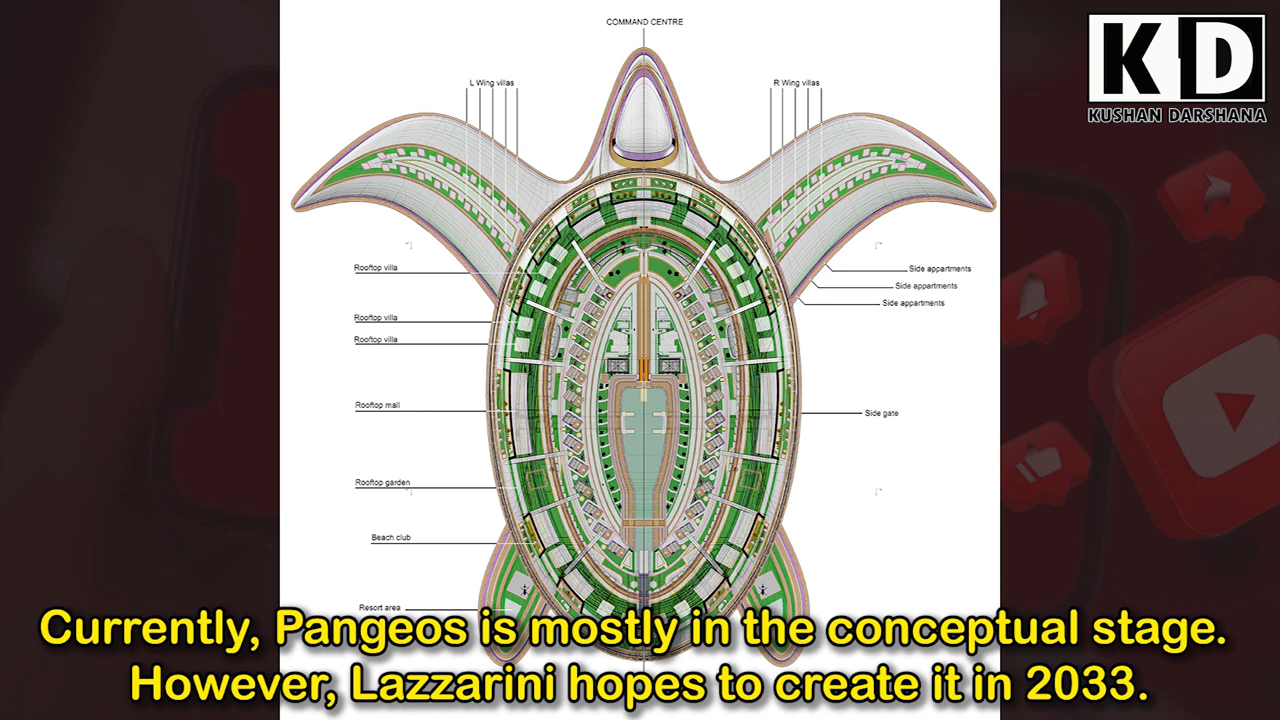 COMMAND CENTRE
KD
KUSHAN DARSHANA
L Wing villas
R Wing villas
Rooftop villa
Side appartments
Side appartments
Side appartments
Rooftop villa
Rooftop villa
Rooftop mall
Side gate
Rooftop garden
Beach club
Resort area
Currently, Pangeos is mostly in the conceptual stage.
However, Lazzarini hopes to create it in 2033.